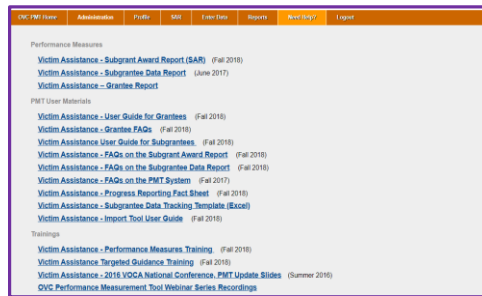 OVC PMT Home Administration Profile SAR Enter Data Reports Need Help? Logout
Performance Measures
Victim Assistance - Subgrant Award Report (SAR) (Fall 2018)
Victim Assistance - Subgrantee Data Report (June 2017)
Victim Assistance – Grantee Report
PMT User Materials
Victim Assistance - User Guide for Grantees (Fall 2018)
Victim Assistance - Grantee FAQs (Fall 2018)
Victim Assistance User Guide for Subgrantees (Fall 2018)
Victim Assistance - FAQs on the Subgrant Award Report (Fall 2018)
Victim Assistance - FAQs on the Subgrantee Data Report (Fall 2018)
Victim Assistance - FAQs on the PMT System (Fall 2017)
Victim Assistance - Progress Reporting Fact Sheet (Fall 2018)
Victim Assistance - Subgrantee Data Tracking Template (Excel)
Victim Assistance - Import Tool User Guide (Fall 2018)
Trainings
Victim Assistance - Performance Measures Training (Fall 2018)
Victim Assistance Targeted Guidance Training (Fall 2018)
Victim Assistance - 2016 VOCA National Conference, PMT Update Slides (Summer 2016)
OVC Performance Measurement Tool Webinar Series Recordings